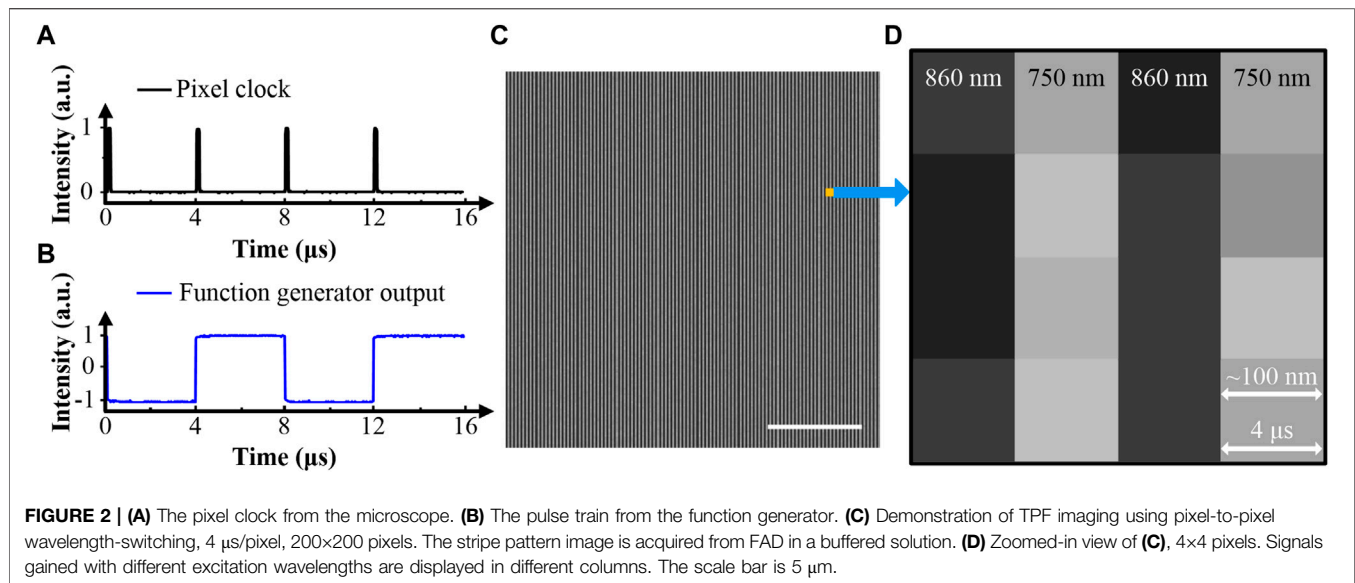 A
Pixel clock
Intensity (a.u.)
1
0
0 4 8 12 16
Time (μs)
B
Function generator output
Intensity (a.u.)
1
0
-1
0 4 8 12 16
Time (μs)
C
D
860 nm 750 nm 860 nm 750 nm
~100 nm
4 μs
FIGURE 2 | (A) The pixel clock from the microscope. (B) The pulse train from the function generator. (C) Demonstration of TPF imaging using pixel-to-pixel
wavelength-switching, 4 μs/pixel, 200×200 pixels. The stripe pattern image is acquired from FAD in a buffered solution. (D) Zoomed-in view of (C), 4×4 pixels. Signals
gained with different excitation wavelengths are displayed in different columns. The scale bar is 5 μm.